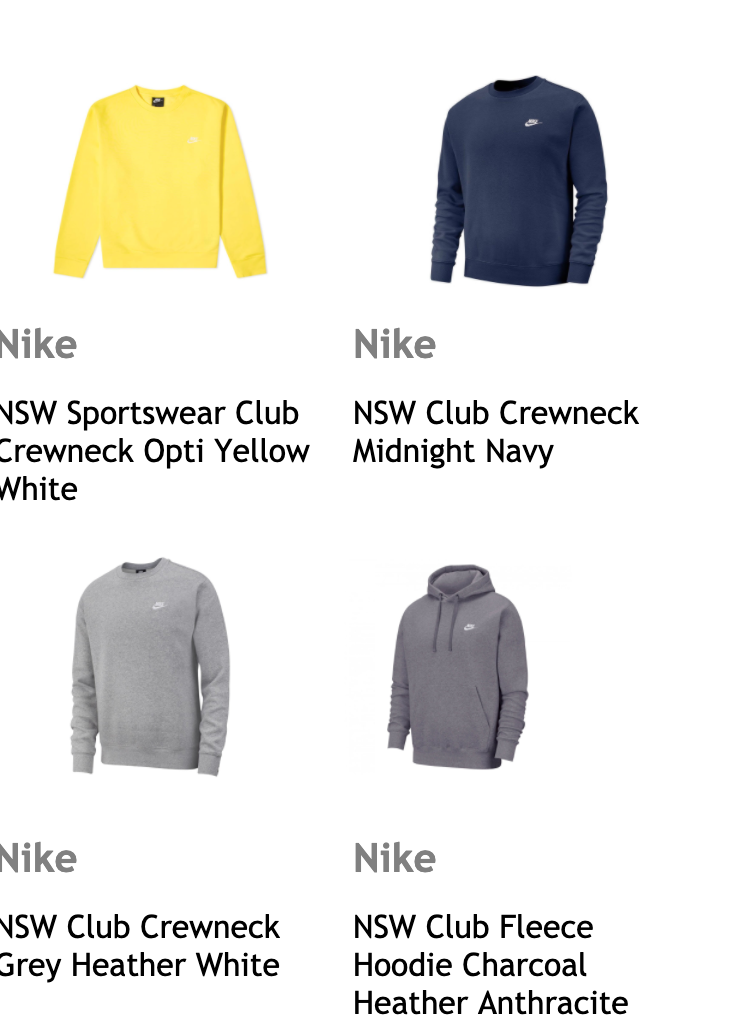 Nike
Nike
NSW Sportswear Club
Crewneck Opti Yellow
White
NSW Club Crewneck
Midnight Navy
Nike
Nike
NSW Club Crewneck
Grey Heather White
NSW Club Fleece
Hoodie Charcoal
Heather Anthracite